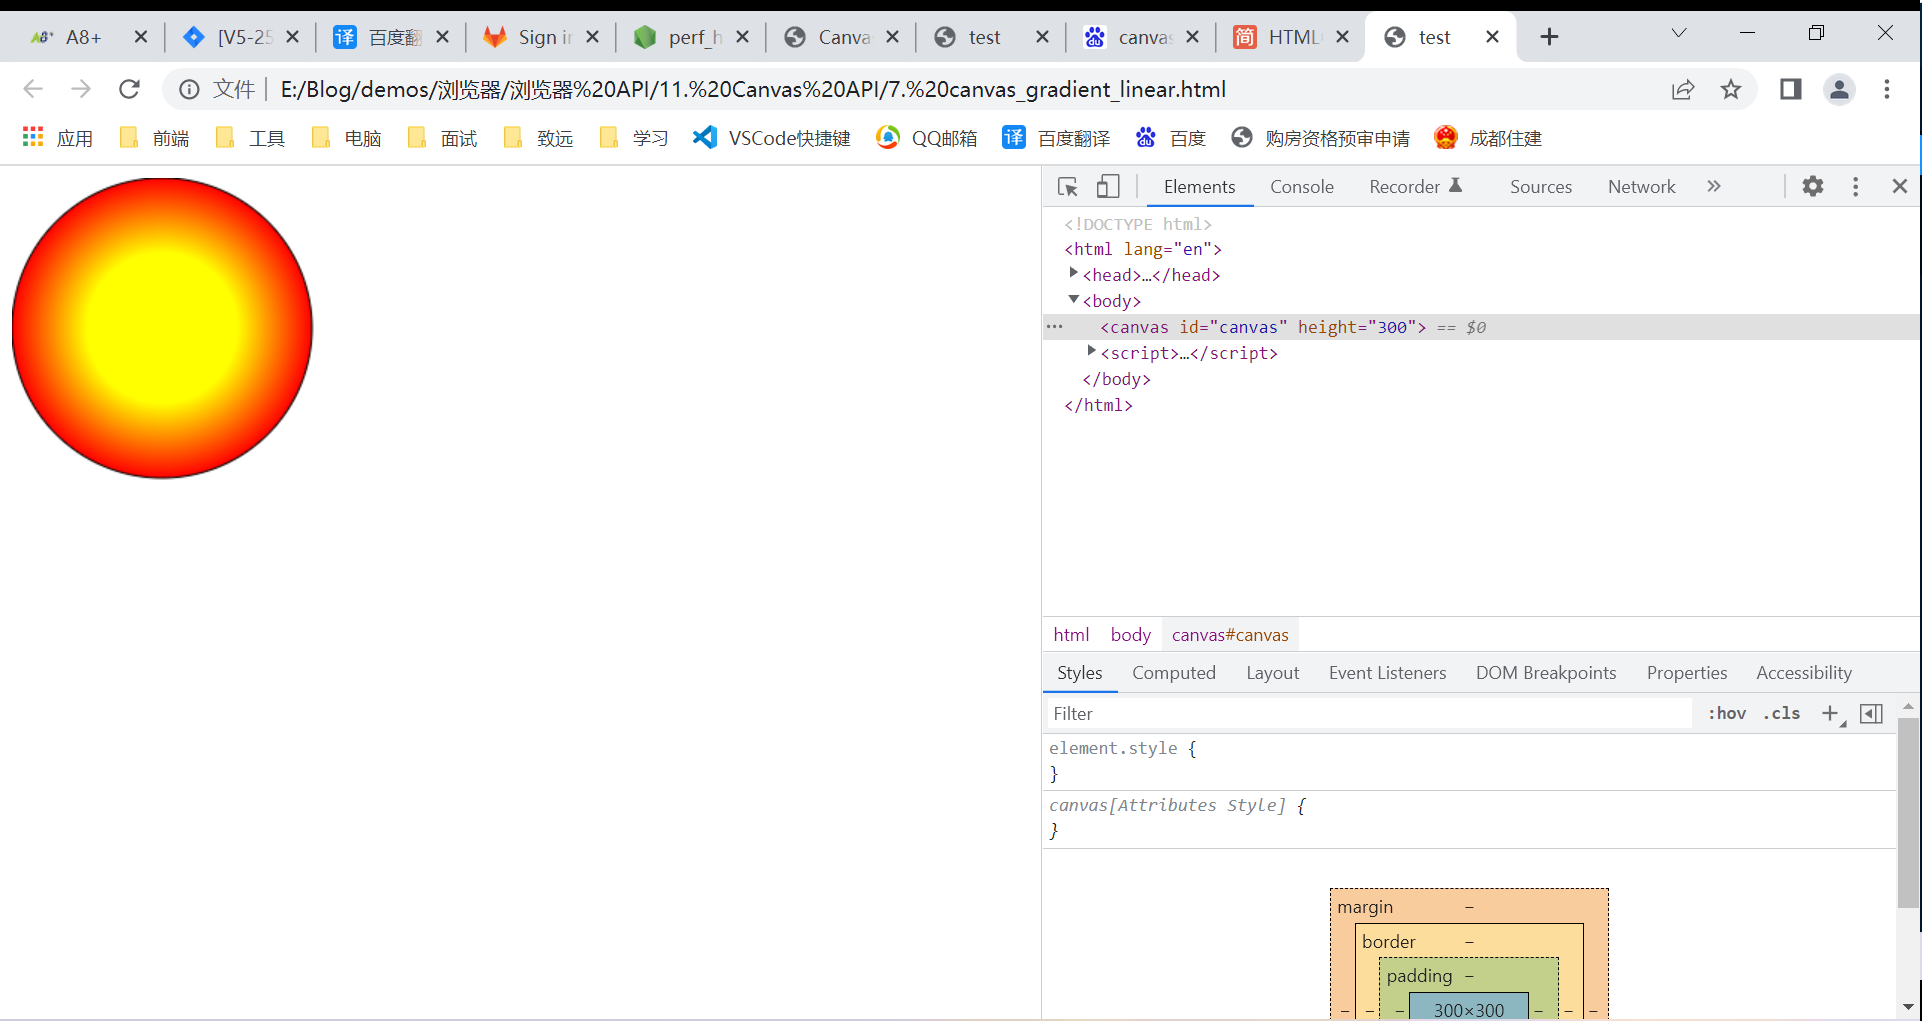 A8+ [V5-25 百度翻 Sign in perf_h Canva test canvas HTML test
文件 E:/Blog/demos/浏览器/浏览器%20API/11.%20Canvas%20API/7.%20canvas_gradient_linear.html
应用 前端 工具 电脑 面试 致远 学习 VSCode快捷键 QQ邮箱 译 百度翻译 百度 购房资格预审申请 成都住建
Elements Console Recorder Sources Network »
<!DOCTYPE html>
<html lang="en">
<head>…</head>
<body>
<canvas id="canvas" height="300"> == $0
<script>…</script>
</body>
</html>
html body canvas#canvas
Styles Computed Layout Event Listeners DOM Breakpoints Properties Accessibility
Filter :hov .cls +
element.style {
}
canvas[Attributes Style] {
}
margin –
border –
padding –
– – – 300×300 – – –